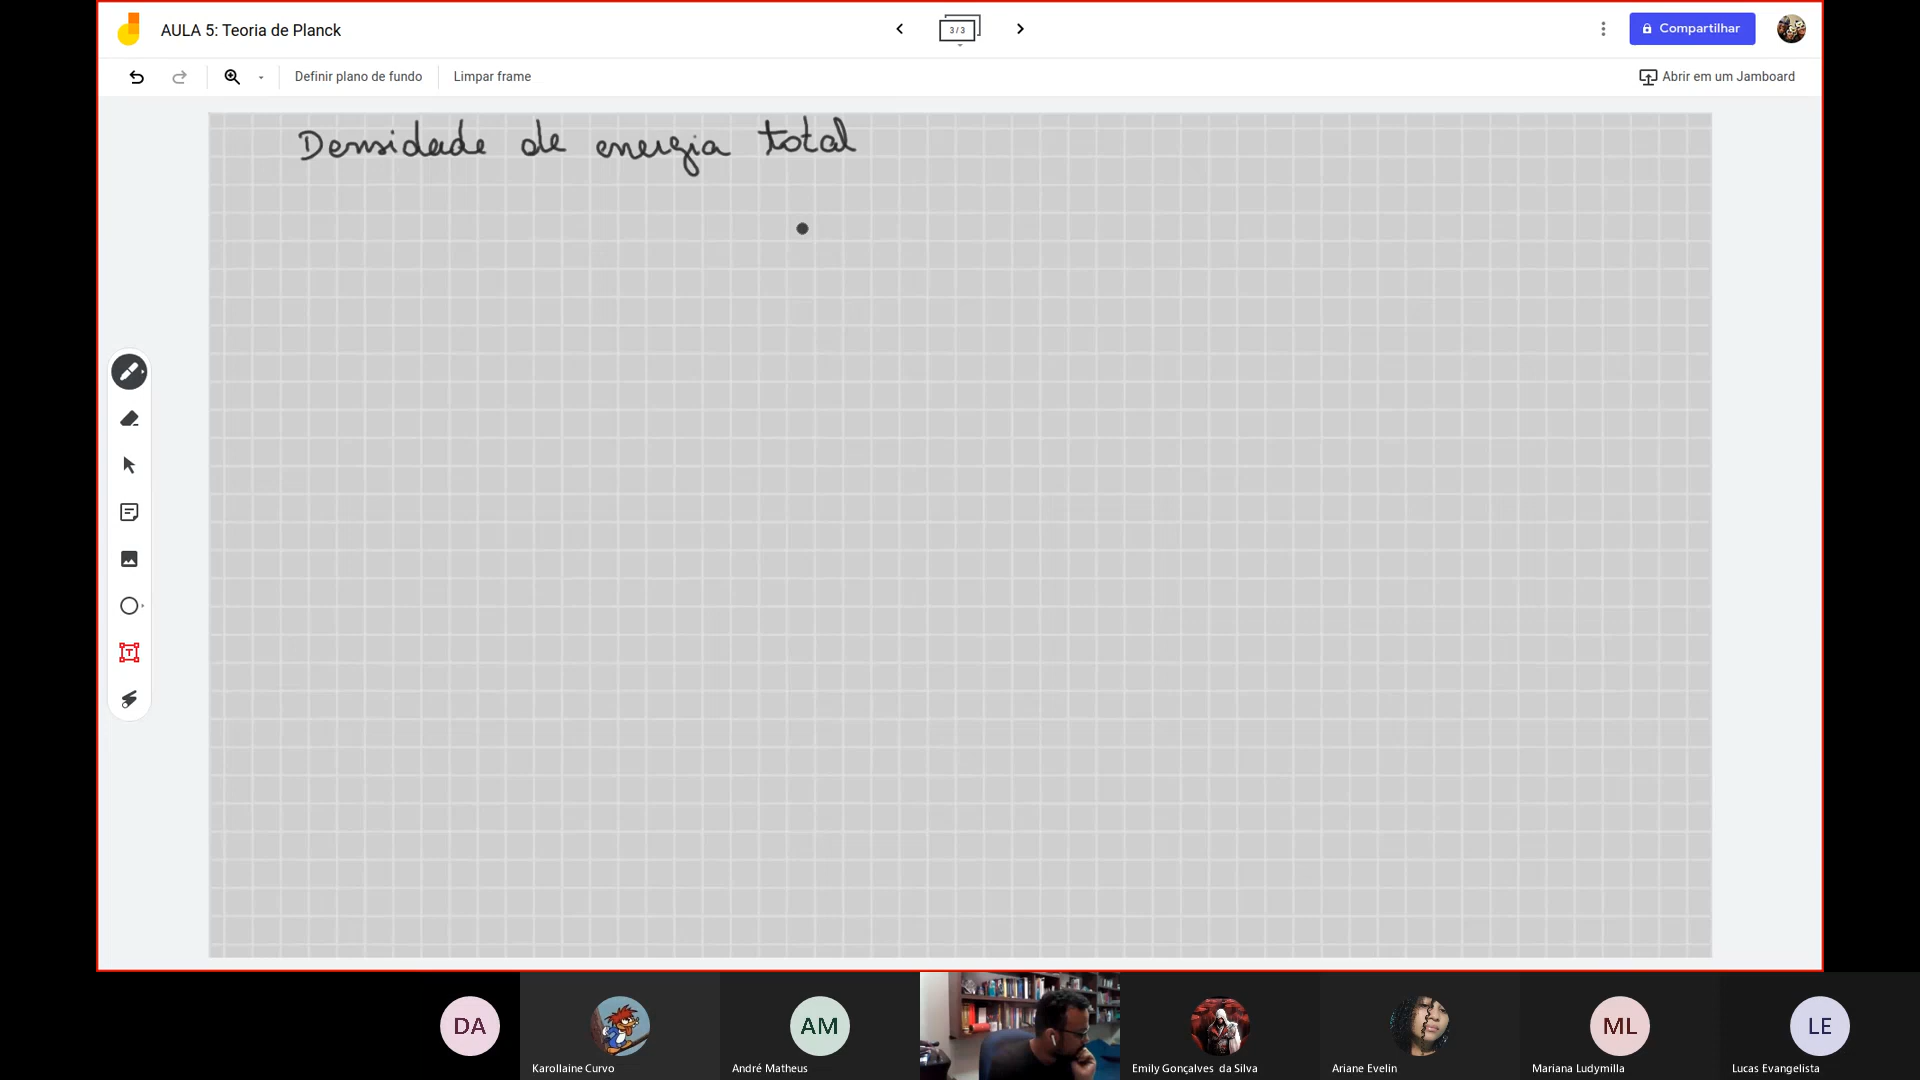 AULA 5: Teoria de Planck
3/3
Compartilhar
Definir plano de fundo
Limpar frame
Abrir em um Jamboard
Densidade de energia total
DA
AM
ML
LE
Karollaine Curvo
André Matheus
Emily Gonçalves da Silva
Ariane Evelin
Mariana Ludymilla
Lucas Evangelista